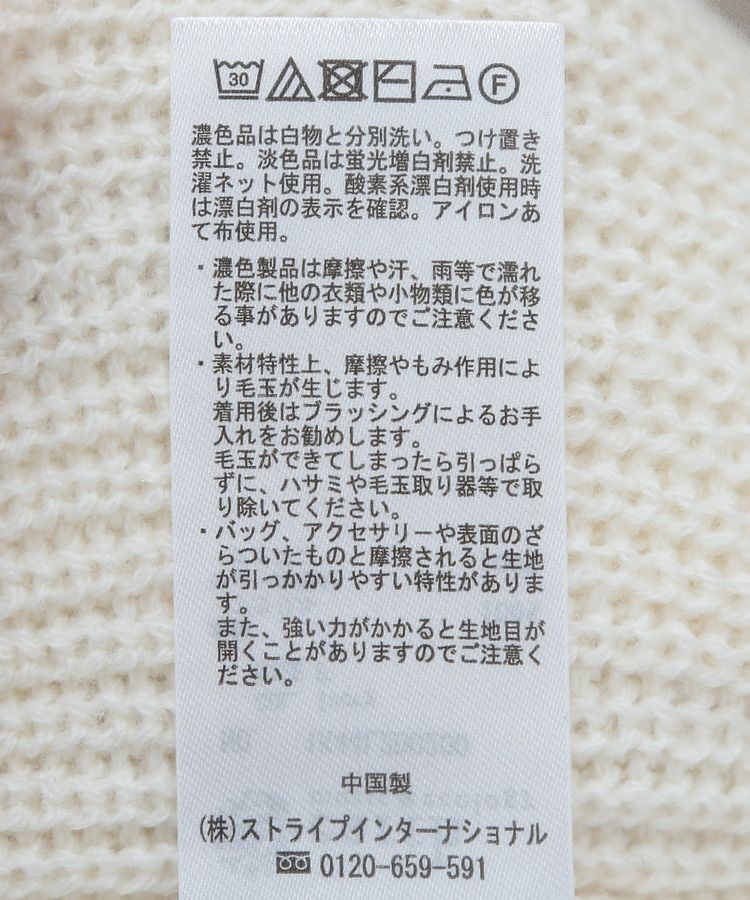 30 F
濃色品は白物と分別洗い。つけ置き
禁止。淡色品は蛍光増白剤禁止。洗
濯ネット使用。酸素系漂白剤使用時
は漂白剤の表示を確認。アイロンあ
て布使用。
・濃色製品は摩擦や汗、雨等で濡れ
た際に他の衣類や小物類に色が移
る事がありますのでご注意くださ
い。
・素材特性上、摩擦やもみ作用によ
り毛玉が生じます。
着用後はブラッシングによるお手
入れをお勧めします。
毛玉ができてしまったら引っぱら
ずに、ハサミや毛玉取り器等で取
り除いてください。
・バッグ、アクセサリーや表面のざ
らついたものと摩擦されると生地
が引っかかりやすい特性がありま
す。
また、強い力がかかると生地目が
開くことがありますのでご注意く
ださい。
中国製
(株)ストライプインターナショナル
0120-659-591